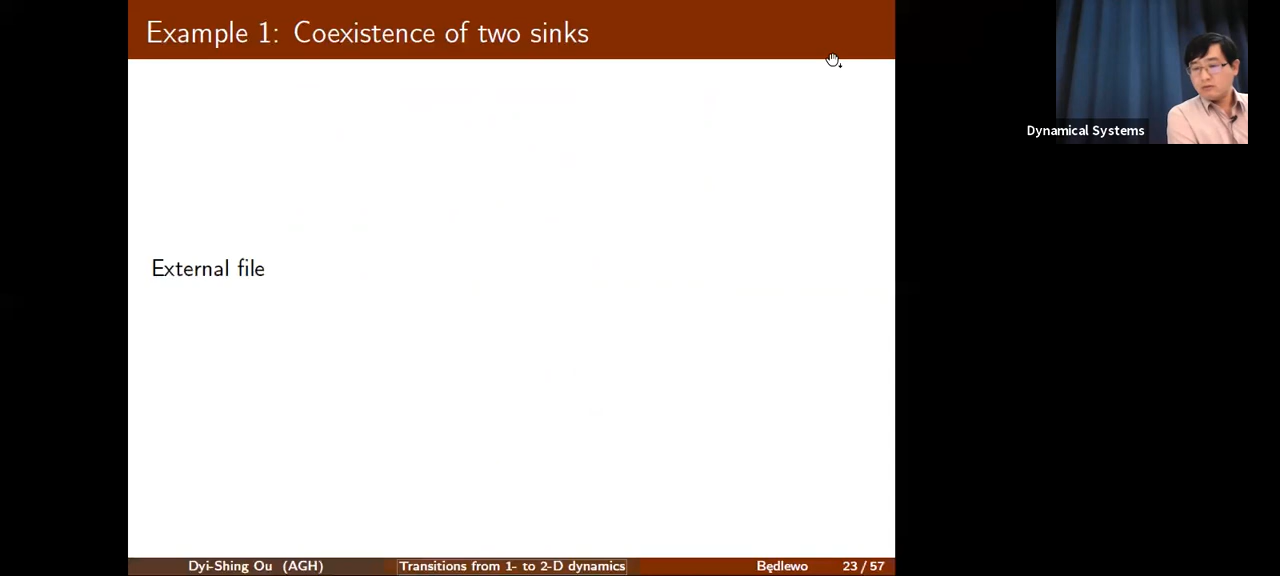 Example 1: Coexistence of two sinks
Dynamical Systems
External file
Dyi-Shing Ou (AGH)
Transitions from 1- to 2-D dynamics
Będlewo
23 / 57